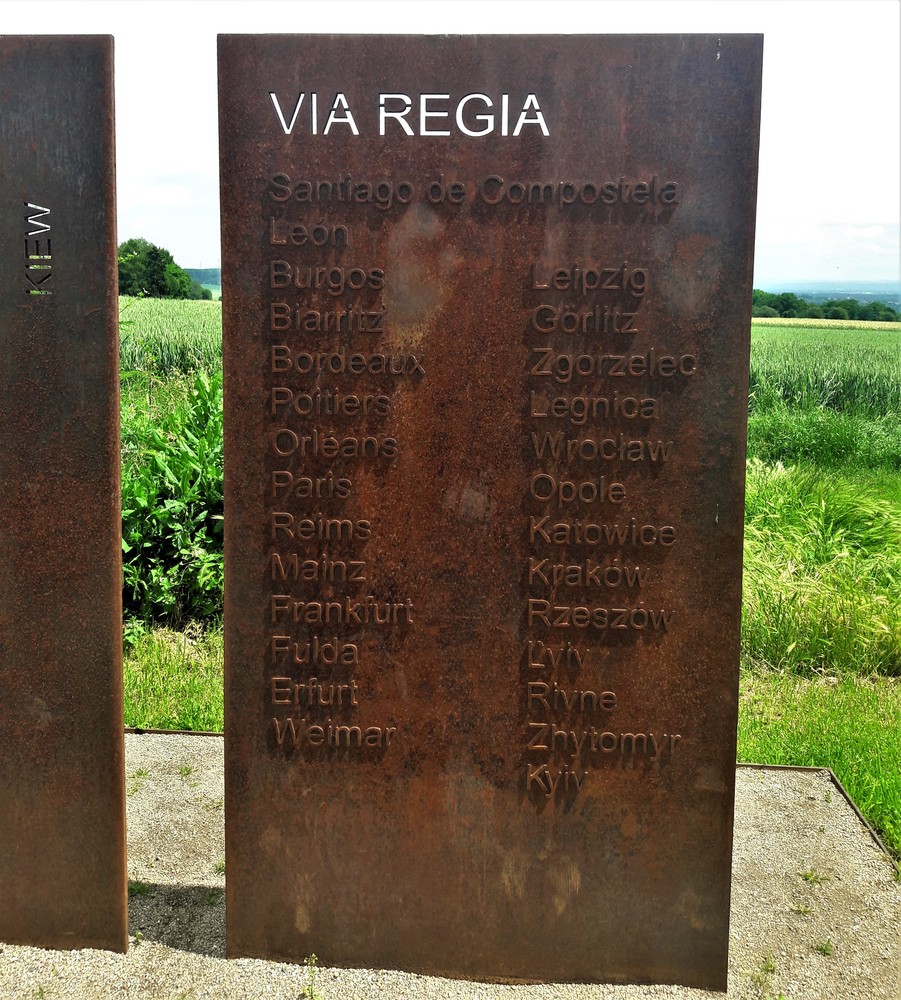 KIEW
VIA REGIA
Santiago de Compostela
León
Burgos
Biarritz
Bordeaux
Poitiers
Orléans
Paris
Reims
Mainz
Frankfurt
Fulda
Erfurt
Weimar
Leipzig
Görlitz
Zgorzelec
Legnica
Wrocław
Opole
Katowice
Kraków
Rzeszów
L'viv
Rivne
Zhytomyr
Kyiv